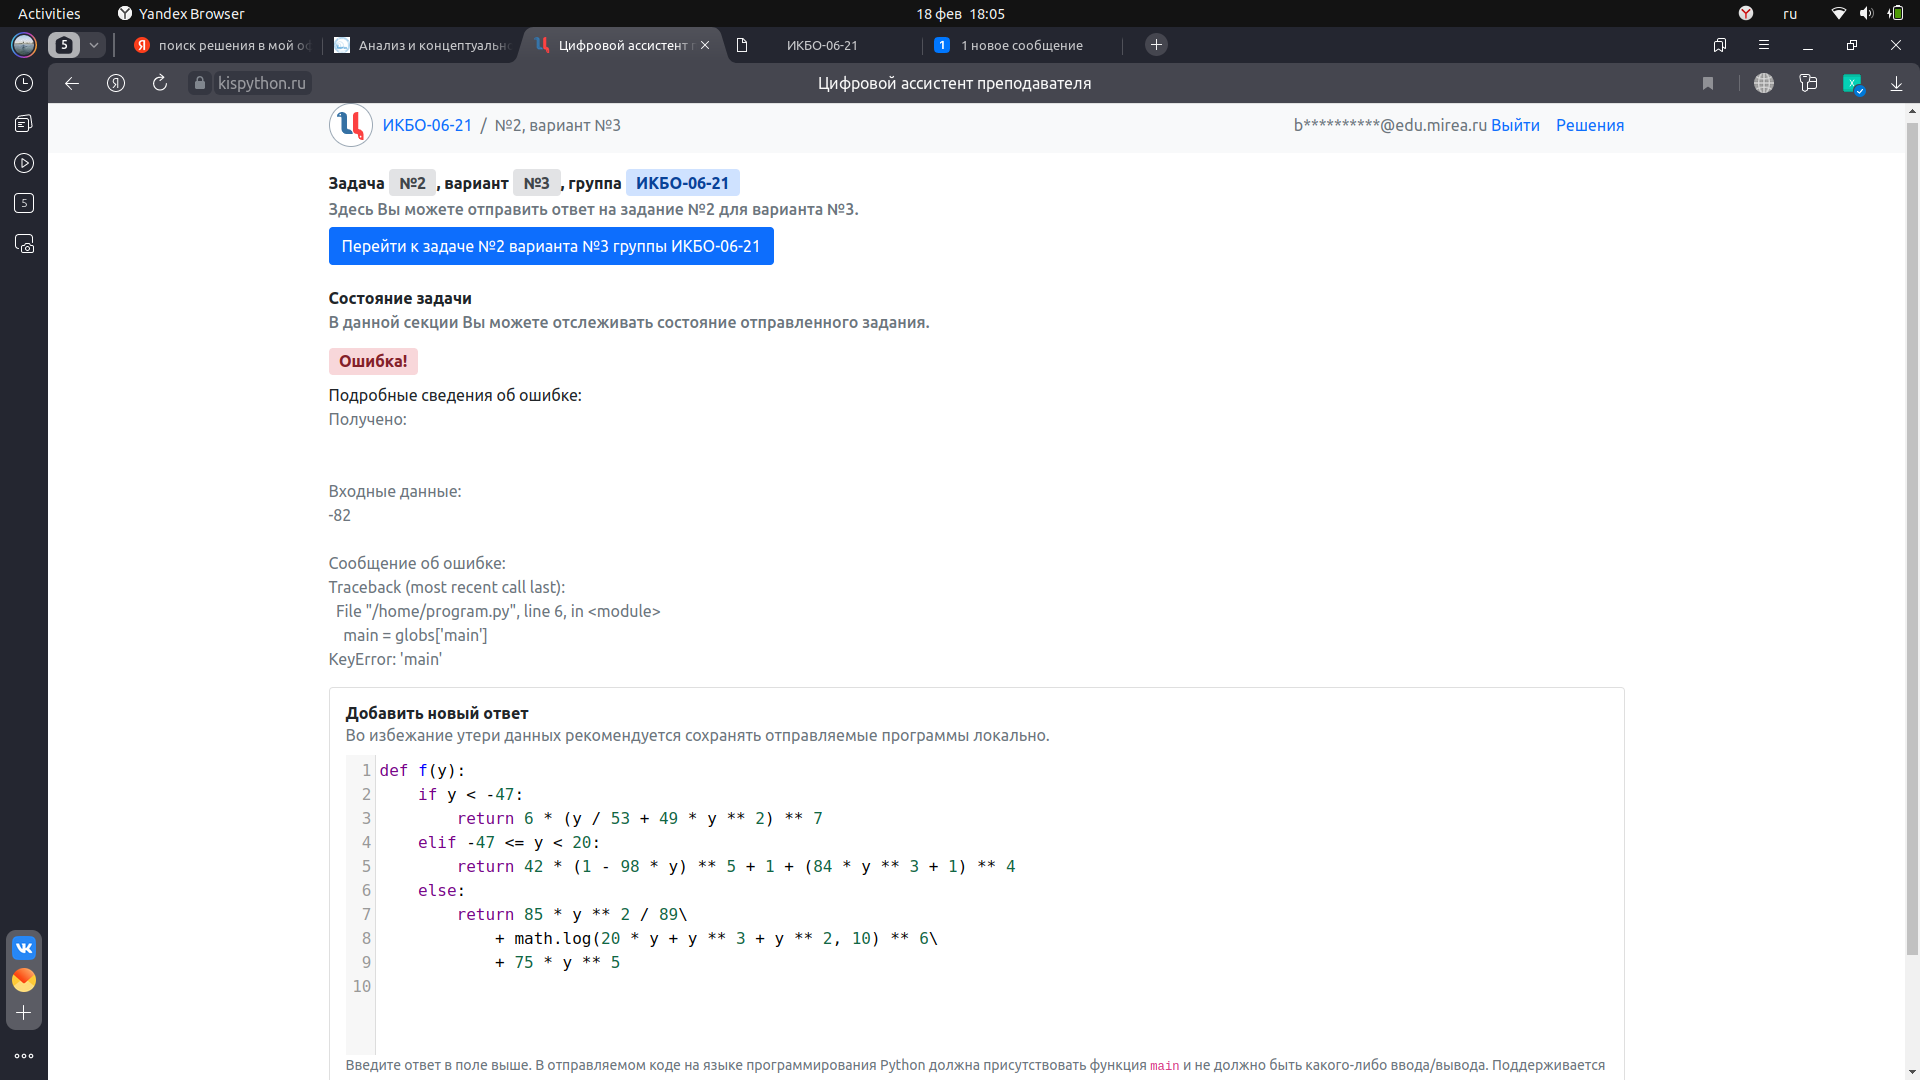 Activities
Yandex Browser
18 фев 18:05
ru
5
поиск решения в мой о
Анализ и концептуальн
Цифровой ассистент
ИКБО-06-21
1
1 новое сообщение
kispython.ru
Цифровой ассистент преподавателя
5
ИКБО-06-21 / №2, вариант №3
b**********@edu.mirea.ru Выйти Решения
Задача №2 , вариант №3 , группа ИКБО-06-21
Здесь Вы можете отправить ответ на задание №2 для варианта №3.
Перейти к задаче №2 варианта №3 группы ИКБО-06-21
Состояние задачи
В данной секции Вы можете отслеживать состояние отправленного задания.
Ошибка!
Подробные сведения об ошибке:
Получено:
Входные данные:
-82
Сообщение об ошибке:
Traceback (most recent call last):
File "/home/program.py", line 6, in <module>
main = globs['main']
KeyError: 'main'
Добавить новый ответ
Во избежание утери данных рекомендуется сохранять отправляемые программы локально.
1 def f(y):
2 if y < -47:
3 return 6 * (y / 53 + 49 * y ** 2) ** 7
4 elif -47 <= y < 20:
5 return 42 * (1 - 98 * y) ** 5 + 1 + (84 * y ** 3 + 1) ** 4
6 else:
7 return 85 * y ** 2 / 89\
8 + math.log(20 * y + y ** 3 + y ** 2, 10) ** 6\
9 + 75 * y ** 5
10
Введите ответ в поле выше. В отправляемом коде на языке программирования Python должна присутствовать функция main и не должно быть какого-либо ввода/вывода. Поддерживается